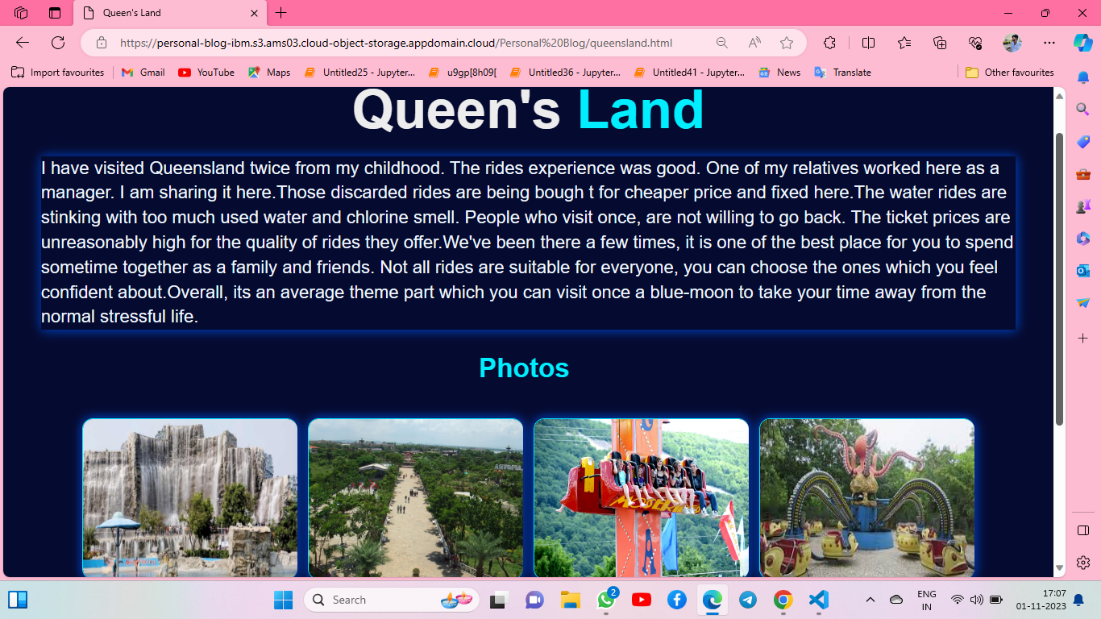 Queen's Land
https://personal-blog-ibm.s3.ams03.cloud-object-storage.appdomain.cloud/Personal%20Blog/queensland.html
Import favourites
Gmail
YouTube
Maps
Untitled25 - Jupyter...
u9gp[8h09[
Untitled36 - Jupyter...
Untitled41 - Jupyter...
News
Translate
Other favourites
Queen's Land
I have visited Queensland twice from my childhood. The rides experience was good. One of my relatives worked here as a
manager. I am sharing it here.Those discarded rides are being bough t for cheaper price and fixed here.The water rides are
stinking with too much used water and chlorine smell. People who visit once, are not willing to go back. The ticket prices are
unreasonably high for the quality of rides they offer.We've been there a few times, it is one of the best place for you to spend
sometime together as a family and friends. Not all rides are suitable for everyone, you can choose the ones which you feel
confident about.Overall, its an average theme part which you can visit once a blue-moon to take your time away from the
normal stressful life.
Photos
Search
2
ENG
IN
17:07
01-11-2023